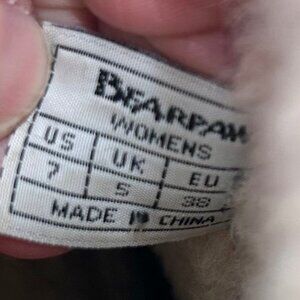 BEARPAW
WOMENS
US UK EU
7 5 38
MADE IN CHINA